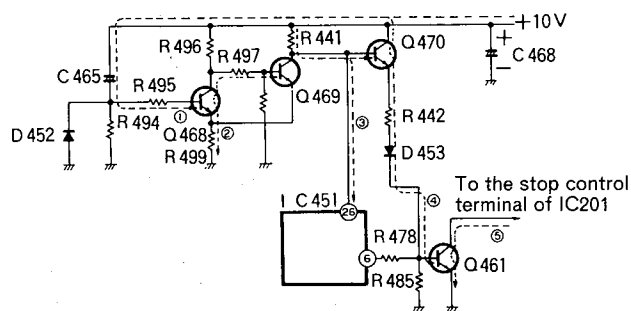 +10V
R 441
R 496
Q 470
R 497
+
C 468
−
C 465
R 495
Q 469
①
R 494
②
Q 468
③
R 442
D 452
R 499
D 453
To the stop control
terminal of IC201
I C 451
26
④
⑤
R 478
6
Q 461
R 485